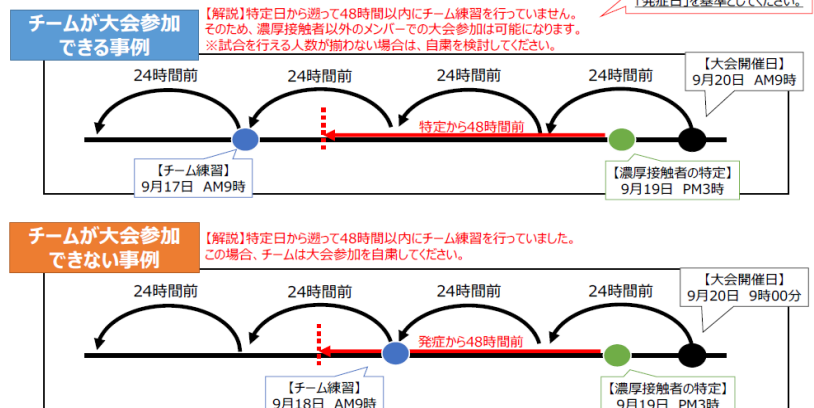 「発症日」を基準としてください。
チームが大会参加
できる事例
【解説】特定日から遡って48時間以内にチーム練習を行っていません。
そのため、濃厚接触者以外のメンバーでの大会参加は可能になります。
※試合を行える人数が揃わない場合は、自粛を検討してください。
【大会開催日】
9月20日 AM9時
24時間前
24時間前
24時間前
24時間前
特定から48時間前
【チーム練習】
9月17日 AM9時
【濃厚接触者の特定】
9月19日 PM3時
チームが大会参加
できない事例
【解説】特定日から遡って48時間以内にチーム練習を行っていました。
この場合、チームは大会参加を自粛してください。
【大会開催日】
9月20日 9時00分
24時間前
24時間前
24時間前
24時間前
発症から48時間前
【チーム練習】
9月18日 AM9時
【濃厚接触者の特定】
9月19日 PM3時